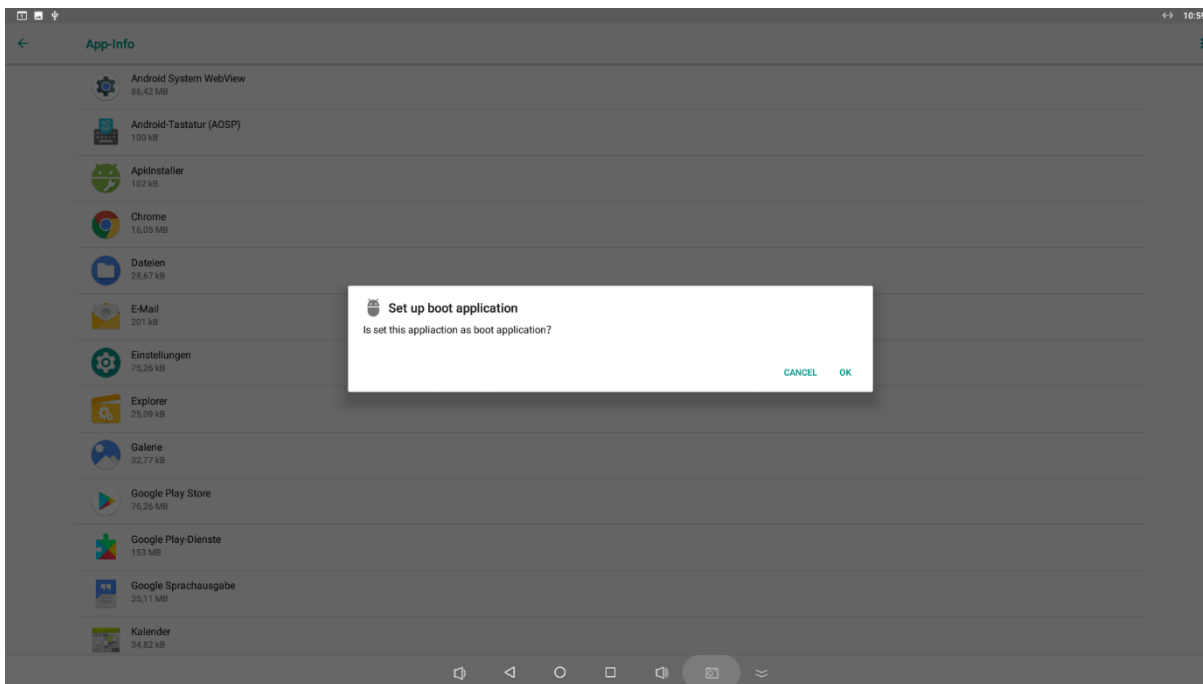 10:59
App-Info
Android System WebView
86,42 MB
Android-Tastatur (AOSP)
100 kB
ApkInstaller
102 kB
Chrome
16,05 MB
Dateien
28,67 kB
E-Mail
201 kB
Einstellungen
75,26 kB
Explorer
25,09 kB
Galerie
32,77 kB
Google Play Store
76,26 MB
Google Play-Dienste
153 MB
Google Sprachausgabe
35,11 MB
Kalender
34,82 kB
Set up boot application
Is set this appliaction as boot application?
CANCEL OK